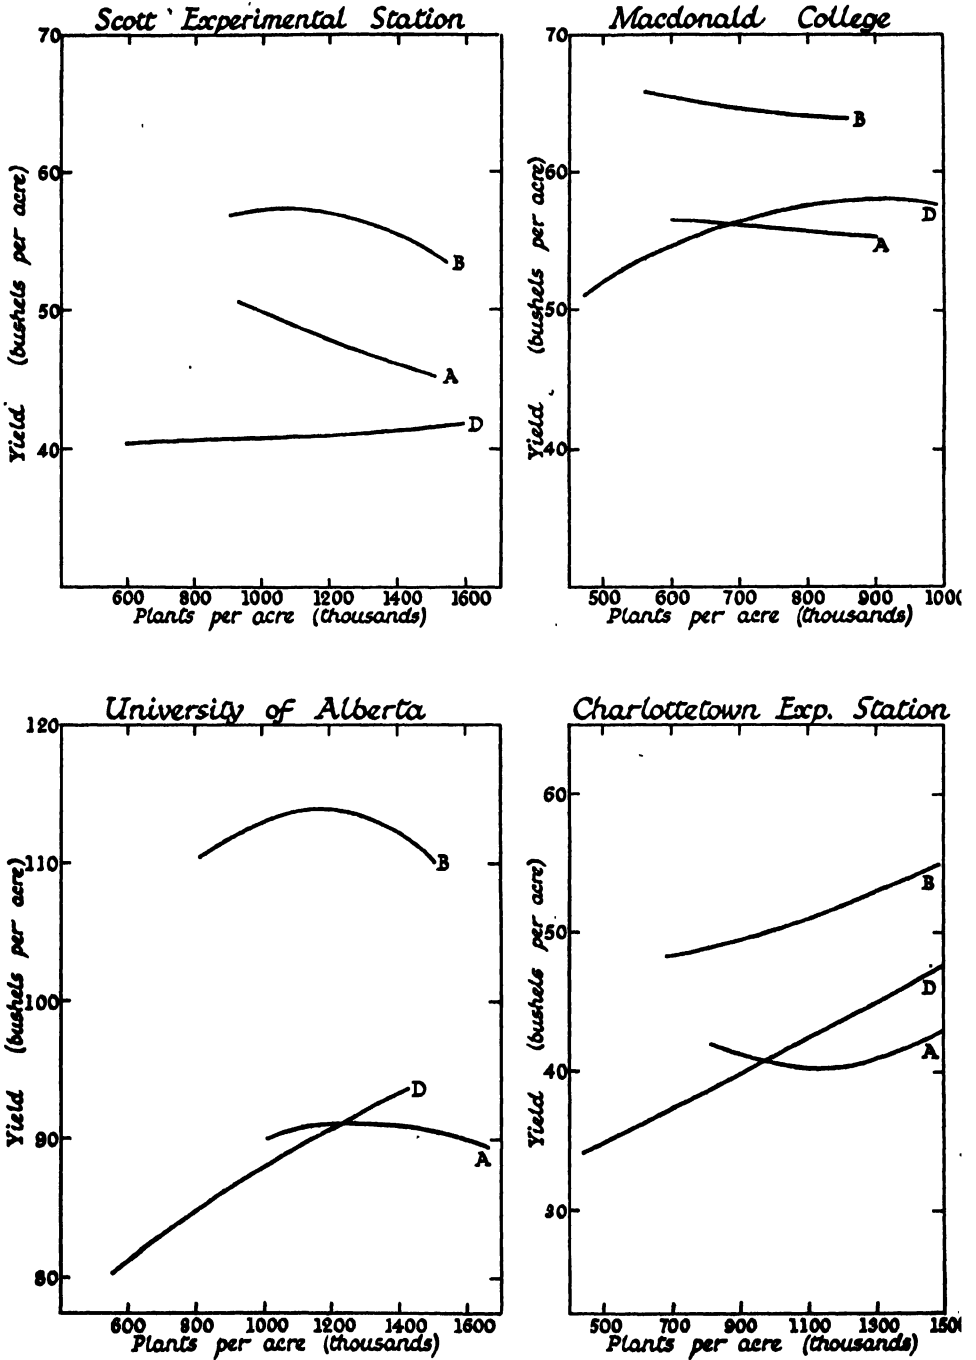 Scott Experimental Station
70
60
50
40
Yield (bushels per acre)
B
A
D
600 800 1000 1200 1400 1600
Plants per acre (thousands)
Macdonald College
70
60
50
40
Yield (bushels per acre)
B
D
A
500 600 700 800 900 100
Plants per acre (thousands)
University of Alberta
120
110
100
90
80
Yield (bushels per acre)
B
D
A
600 800 1000 1200 1400 1600
Plants per acre (thousands)
Charlottetown Exp. Station
60
50
40
30
Yield (bushels per acre)
B
D
A
500 700 900 1100 1300 150
Plants per acre (thousands)